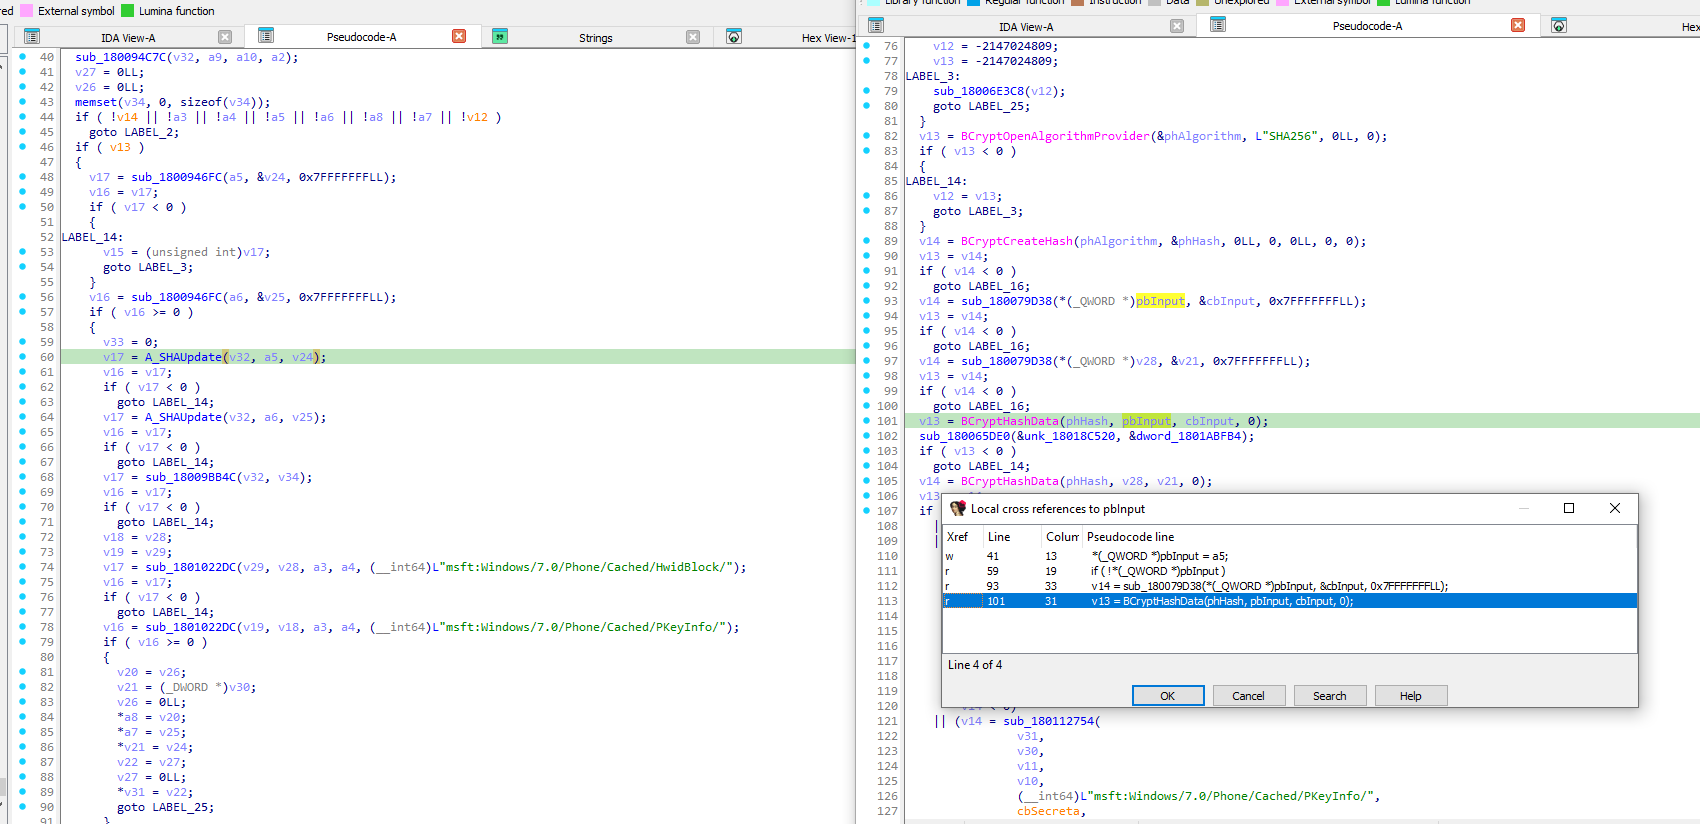 red External symbol Lumina function
IDA View-A Pseudocode-A Strings Hex View-1
40 sub_180094C7C(v32, a9, a10, a2);
41 v27 = 0LL;
42 v26 = 0LL;
43 memset(v34, 0, sizeof(v34));
44 if ( !v14 || !a3 || !a4 || !a5 || !a6 || !a8 || !a7 || !v12 )
45 goto LABEL_2;
46 if ( v13 )
47 {
48 v17 = sub_1800946FC(a5, &v24, 0x7FFFFFFFLL);
49 v16 = v17;
50 if ( v17 < 0 )
51 {
52 LABEL_14:
53 v15 = (unsigned int)v17;
54 goto LABEL_3;
55 }
56 v16 = sub_1800946FC(a6, &v25, 0x7FFFFFFFLL);
57 if ( v16 >= 0 )
58 {
59 v33 = 0;
60 v17 = A_SHAUpdate(v32, a5, v24);
61 v16 = v17;
62 if ( v17 < 0 )
63 goto LABEL_14;
64 v17 = A_SHAUpdate(v32, a6, v25);
65 v16 = v17;
66 if ( v17 < 0 )
67 goto LABEL_14;
68 v17 = sub_18009BB4C(v32, v34);
69 v16 = v17;
70 if ( v17 < 0 )
71 goto LABEL_14;
72 v18 = v28;
73 v19 = v29;
74 v17 = sub_1801022DC(v29, v28, a3, a4, (__int64)L"msft:Windows/7.0/Phone/Cached/HwidBlock/");
75 v16 = v17;
76 if ( v17 < 0 )
77 goto LABEL_14;
78 v16 = sub_1801022DC(v19, v18, a3, a4, (__int64)L"msft:Windows/7.0/Phone/Cached/PKeyInfo/");
79 if ( v16 >= 0 )
80 {
81 v20 = v26;
82 v21 = (_DWORD *)v30;
83 v26 = 0LL;
84 *a8 = v20;
85 *a7 = v25;
86 *v21 = v24;
87 v22 = v27;
88 v27 = 0LL;
89 *v31 = v22;
90 goto LABEL_25;
91 }
Library function Regular function Instruction Data Unexplored External symbol Lumina function
IDA View-A Pseudocode-A Hex
76 v12 = -2147024809;
77 v13 = -2147024809;
78 LABEL_3:
79 sub_18006E3C8(v12);
80 goto LABEL_25;
81 }
82 v13 = BCryptOpenAlgorithmProvider(&phAlgorithm, L"SHA256", 0LL, 0);
83 if ( v13 < 0 )
84 {
85 LABEL_14:
86 v12 = v13;
87 goto LABEL_3;
88 }
89 v14 = BCryptCreateHash(phAlgorithm, &phHash, 0LL, 0, 0LL, 0, 0);
90 v13 = v14;
91 if ( v14 < 0 )
92 goto LABEL_16;
93 v14 = sub_180079D38(*(_QWORD *)pbInput, &cbInput, 0x7FFFFFFFLL);
94 v13 = v14;
95 if ( v14 < 0 )
96 goto LABEL_16;
97 v14 = sub_180079D38(*(_QWORD *)v28, &v21, 0x7FFFFFFFLL);
98 v13 = v14;
99 if ( v14 < 0 )
100 goto LABEL_16;
101 v13 = BCryptHashData(phHash, pbInput, cbInput, 0);
102 sub_180065DE0(&unk_18018C520, &dword_1801ABFB4);
103 if ( v13 < 0 )
104 goto LABEL_14;
105 v14 = BCryptHashData(phHash, v28, v21, 0);
106
107 if
108 |
109 |
110
111
112
113
114
115
116
117
118
119
120
121 || (v14 = sub_180112754(
122 v31,
123 v30,
124 v11,
125 v10,
126 (__int64)L"msft:Windows/7.0/Phone/Cached/PKeyInfo/",
127 cbSecreta,
Local cross references to pbInput
Xref Line Colum Pseudocode line
w 41 13 *(_QWORD *)pbInput = a5;
r 59 19 if ( !*(_QWORD *)pbInput )
r 93 33 v14 = sub_180079D38(*(_QWORD *)pbInput, &cbInput, 0x7FFFFFFFLL);
r 101 31 v13 = BCryptHashData(phHash, pbInput, cbInput, 0);
Line 4 of 4
OK Cancel Search Help